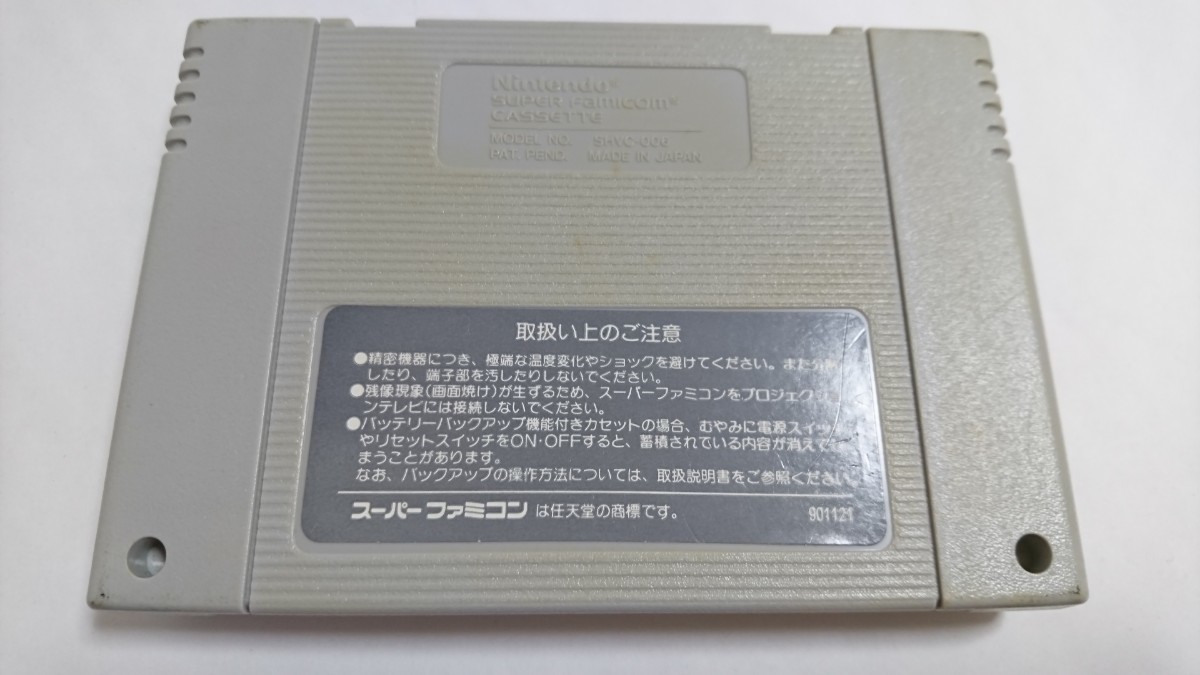 Nintendo®
SUPER FAMICOM®
CASSETTE
MODEL NO. SHVC-006
PAT. PEND. MADE IN JAPAN
取扱い上のご注意
●精密機器につき、極端な温度変化やショックを避けてください。また分解
したり、端子部を汚したりしないでください。
●残像現象(画面焼け)が生ずるため、スーパーファミコンをプロジェクショ
ンテレビには接続しないでください。
●バッテリーバックアップ機能付きカセットの場合、むやみに電源スイッチ
やリセットスイッチをON・OFFすると、蓄積されている内容が消えてし
まうことがあります。
なお、バックアップの操作方法については、取扱説明書をご参照ください。
スーパーファミコン は任天堂の商標です。 901121